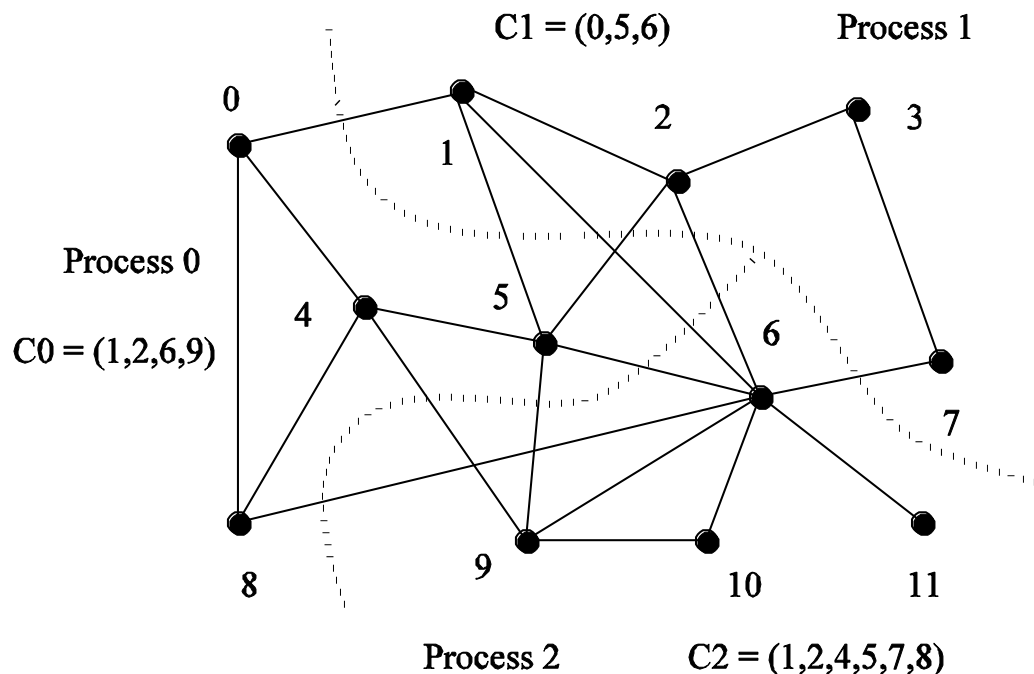 C1 = (0,5,6) Process 1
0
2 3
1
Process 0
5
4
6
C0 = (1,2,6,9)
7
9
8 10 11
Process 2 C2 = (1,2,4,5,7,8)